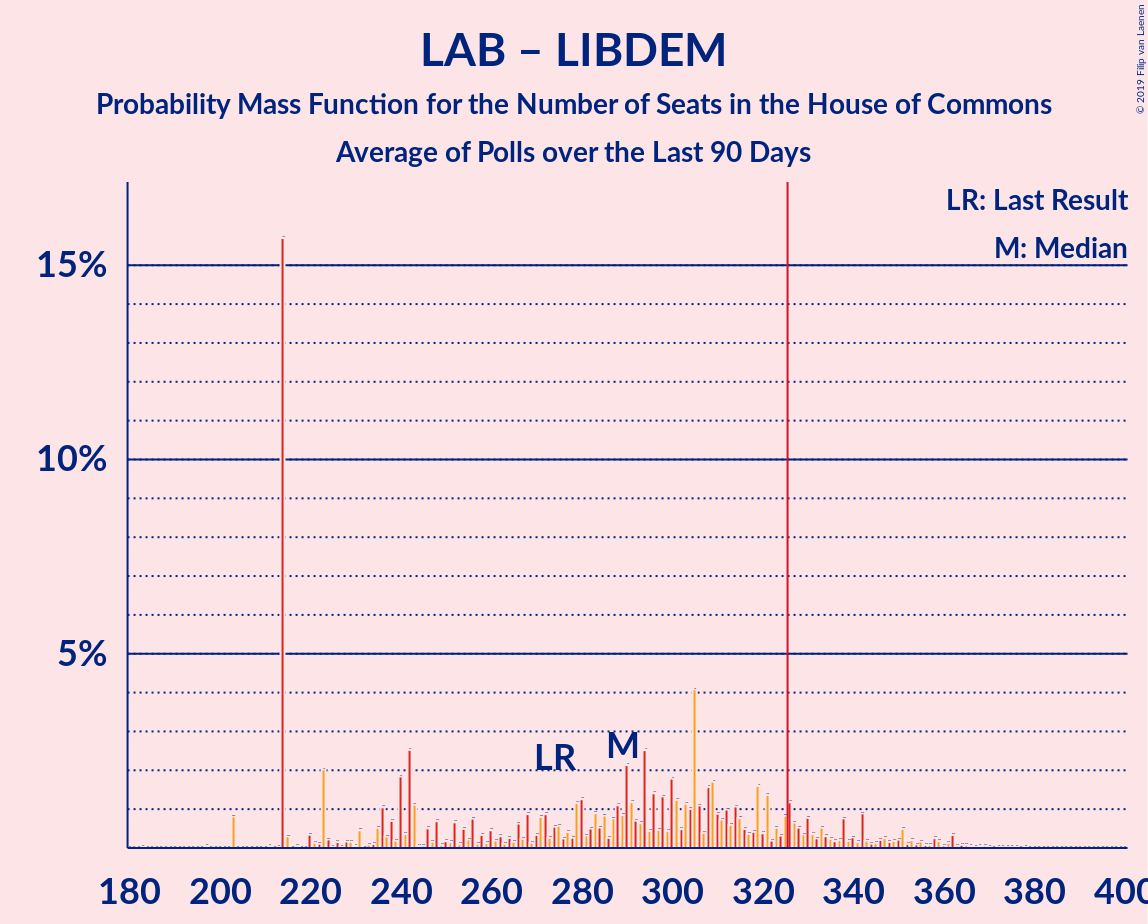 LAB – LIBDEM
Probability Mass Function for the Number of Seats in the House of Commons
Average of Polls over the Last 90 Days
© 2019 Filip van Laenen
LR: Last Result
M: Median
15%
10%
5%
LR
M
180 200 220 240 260 280 300 320 340 360 380 400